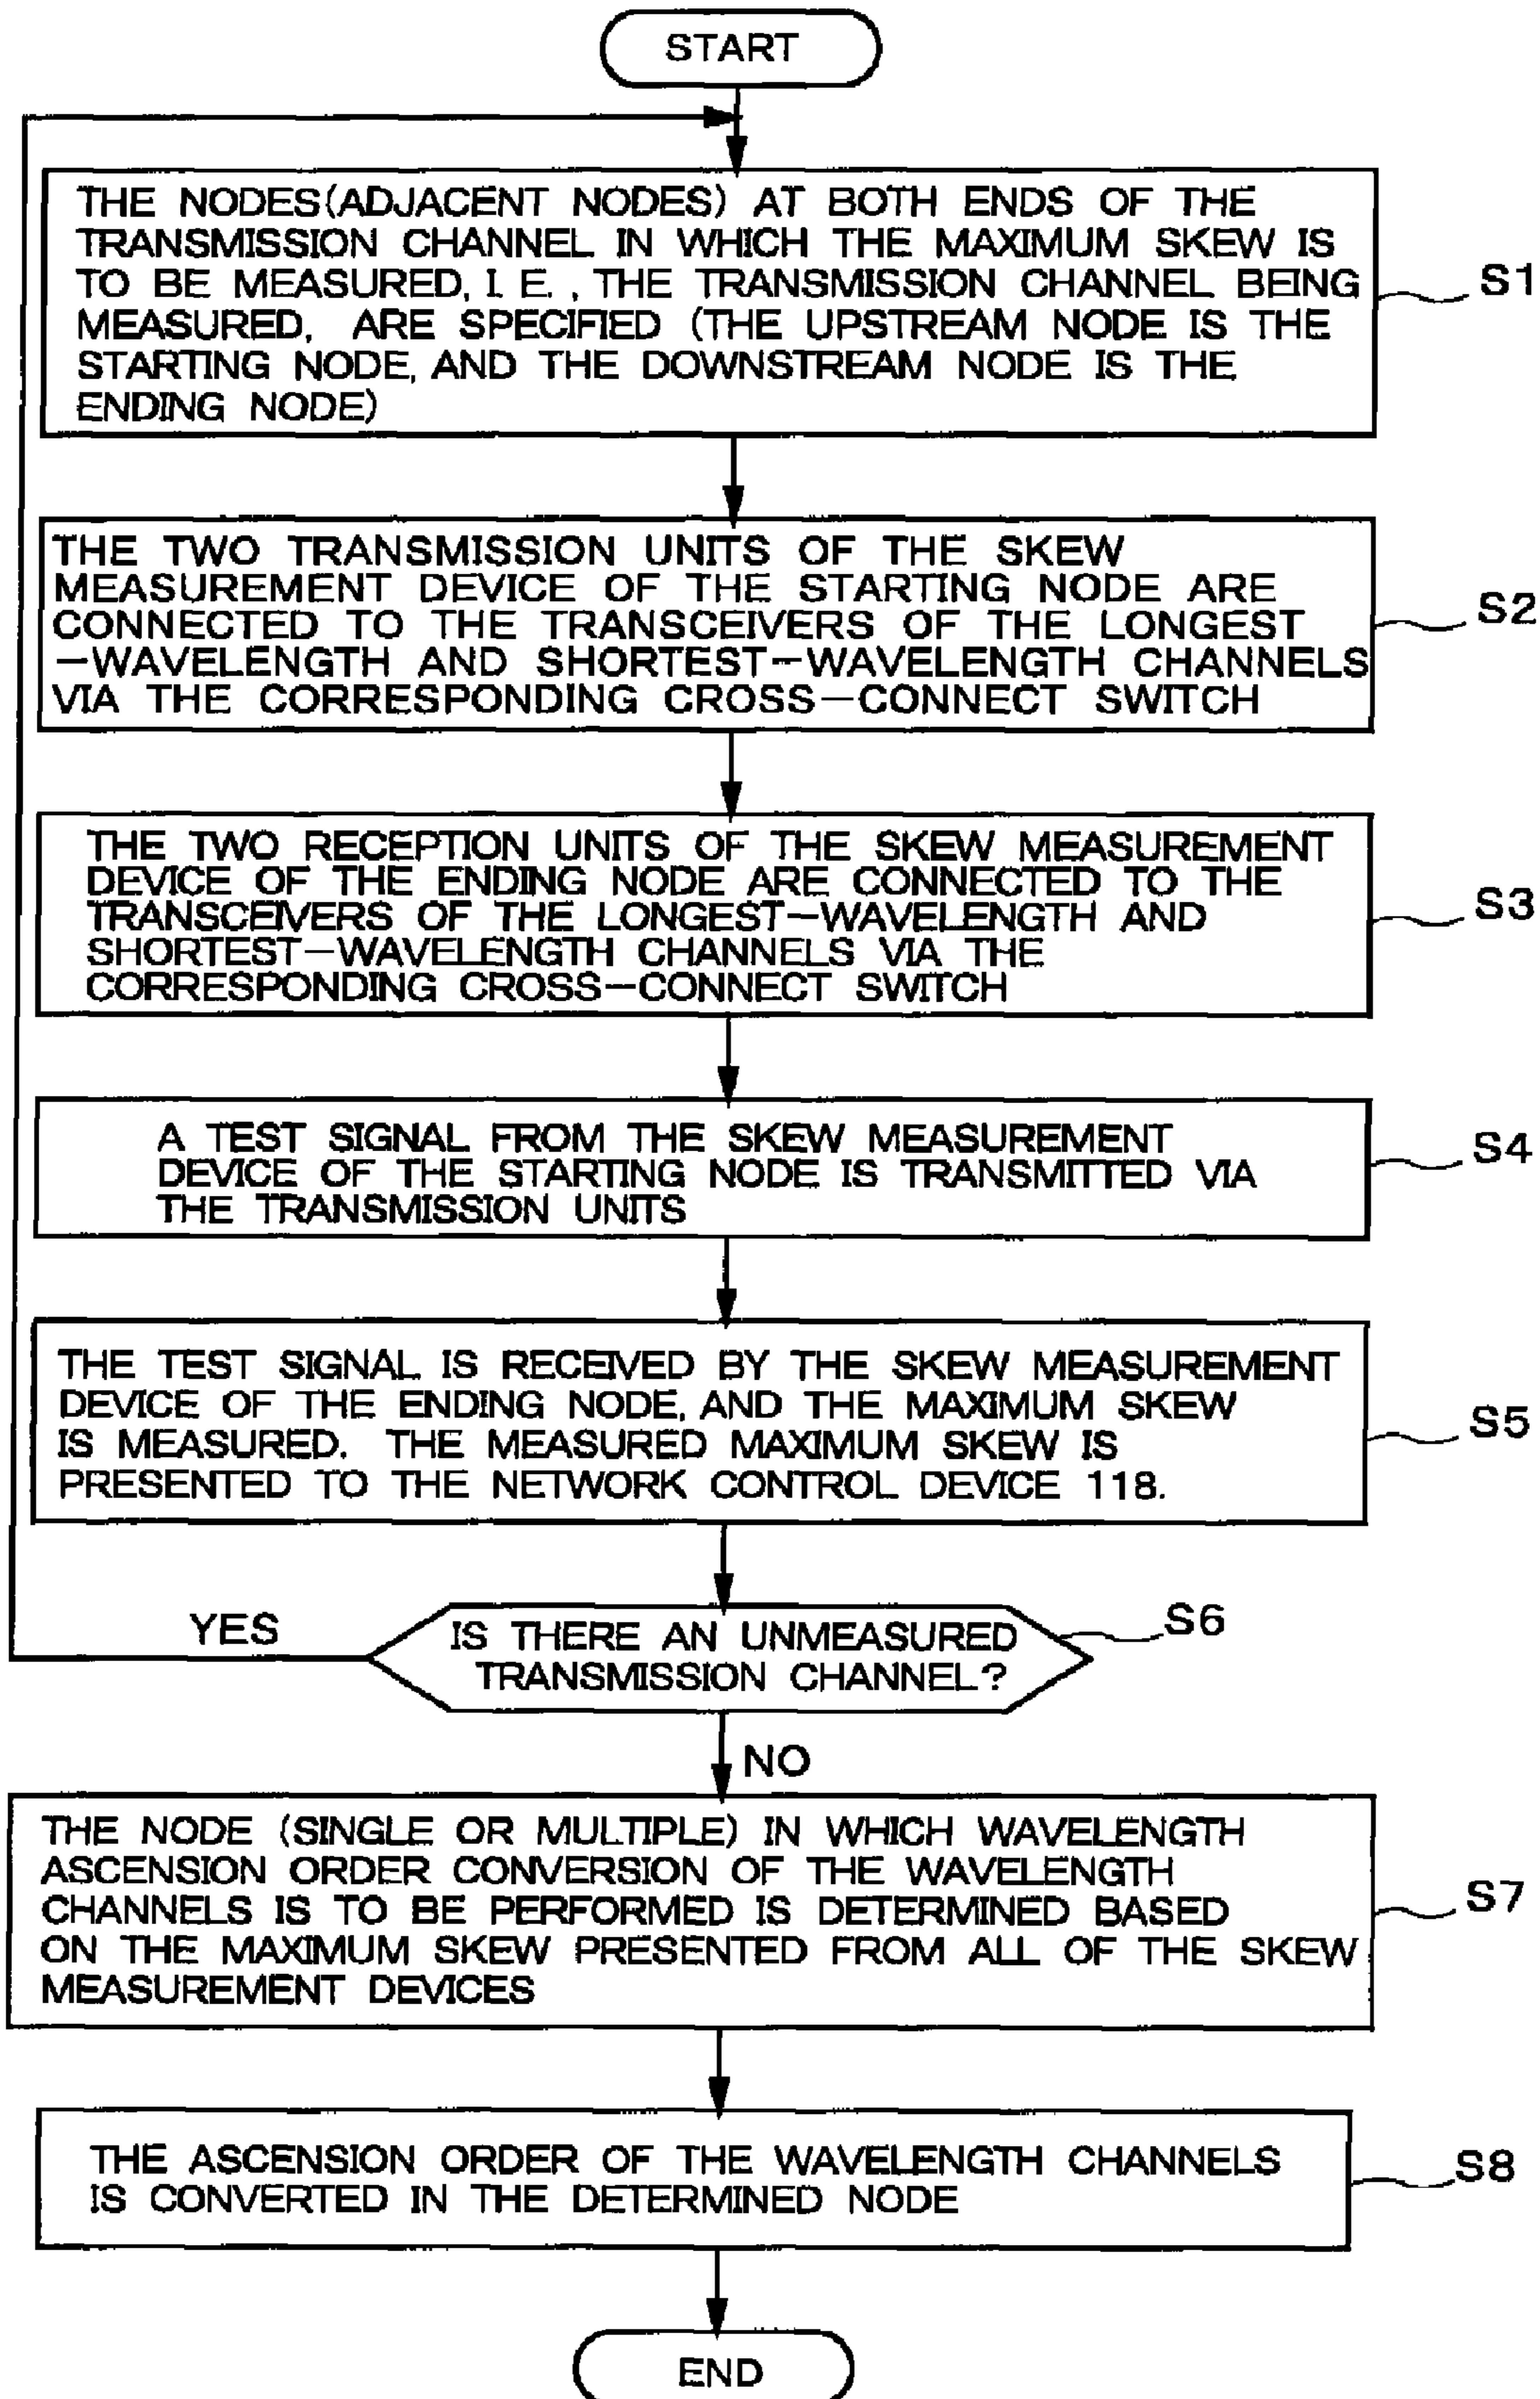 START
THE NODES(ADJACENT NODES) AT BOTH ENDS OF THE
TRANSMISSION CHANNEL IN WHICH THE MAXIMUM SKEW IS
TO BE MEASURED, I. E. , THE TRANSMISSION CHANNEL BEING
MEASURED, ARE SPECIFIED (THE UPSTREAM NODE IS THE
STARTING NODE, AND THE DOWNSTREAM NODE IS THE
ENDING NODE)
S1
THE TWO TRANSMISSION UNITS OF THE SKEW
MEASUREMENT DEVICE OF THE STARTING NODE ARE
CONNECTED TO THE TRANSCEIVERS OF THE LONGEST
-WAVELENGTH AND SHORTEST-WAVELENGTH CHANNELS
VIA THE CORRESPONDING CROSS-CONNECT SWITCH
S2
THE TWO RECEPTION UNITS OF THE SKEW MEASUREMENT
DEVICE OF THE ENDING NODE ARE CONNECTED TO THE
TRANSCEIVERS OF THE LONGEST-WAVELENGTH AND
SHORTEST-WAVELENGTH CHANNELS VIA THE
CORRESPONDING CROSS-CONNECT SWITCH
S3
A TEST SIGNAL FROM THE SKEW MEASUREMENT
DEVICE OF THE STARTING NODE IS TRANSMITTED VIA
THE TRANSMISSION UNITS
S4
THE TEST SIGNAL IS RECEIVED BY THE SKEW MEASUREMENT
DEVICE OF THE ENDING NODE, AND THE MAXIMUM SKEW
IS MEASURED. THE MEASURED MAXIMUM SKEW IS
PRESENTED TO THE NETWORK CONTROL DEVICE 118.
S5
YES
IS THERE AN UNMEASURED
TRANSMISSION CHANNEL?
S6
NO
THE NODE (SINGLE OR MULTIPLE) IN WHICH WAVELENGTH
ASCENSION ORDER CONVERSION OF THE WAVELENGTH
CHANNELS IS TO BE PERFORMED IS DETERMINED BASED
ON THE MAXIMUM SKEW PRESENTED FROM ALL OF THE SKEW
MEASUREMENT DEVICES
S7
THE ASCENSION ORDER OF THE WAVELENGTH CHANNELS
IS CONVERTED IN THE DETERMINED NODE
S8
END